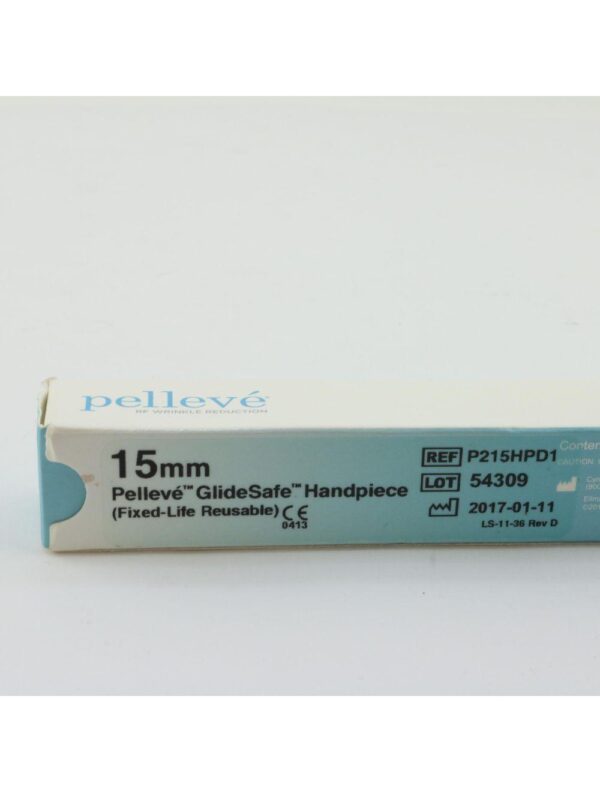 pellevé
RF WRINKLE REDUCTION
15mm
Pellevé™ GlideSafe™ Handpiece
(Fixed-Life Reusable) CE
0413
REF P215HPD1
LOT 54309
2017-01-11
LS-11-36 Rev D
CAUTION